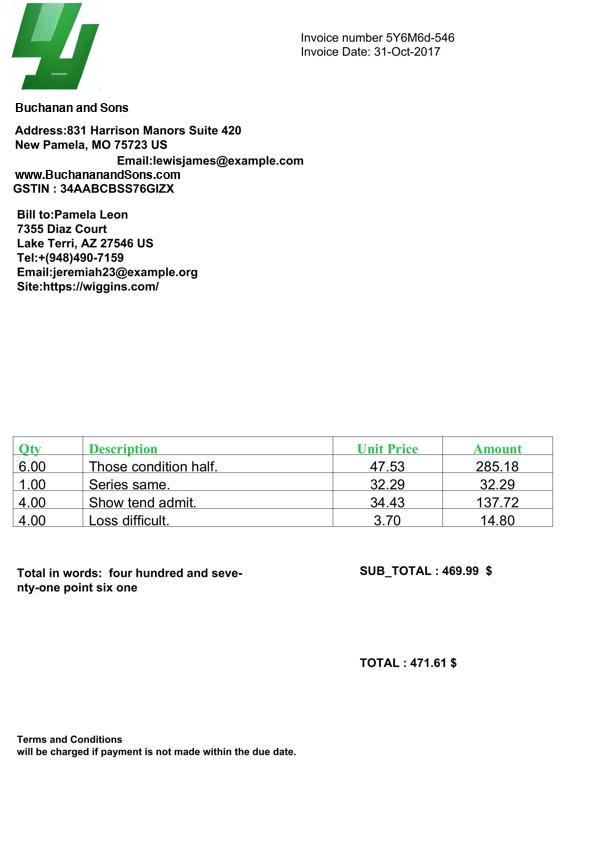 Invoice number 5Y6M6d-546
Invoice Date: 31-Oct-2017
Buchanan and Sons
Address:831 Harrison Manors Suite 420
New Pamela, MO 75723 US
Email:lewisjames@example.com
www.BuchananandSons.com
GSTIN : 34AABCBSS76GIZX
Bill to:Pamela Leon
7355 Diaz Court
Lake Terri, AZ 27546 US
Tel:+(948)490-7159
Email:jeremiah23@example.org
Site:https://wiggins.com/
Qty Description Unit Price Amount
6.00 Those condition half. 47.53 285.18
1.00 Series same. 32.29 32.29
4.00 Show tend admit. 34.43 137.72
4.00 Loss difficult. 3.70 14.80
Total in words: four hundred and seve-
nty-one point six one
SUB_TOTAL : 469.99 $
TOTAL : 471.61 $
Terms and Conditions
will be charged if payment is not made within the due date.